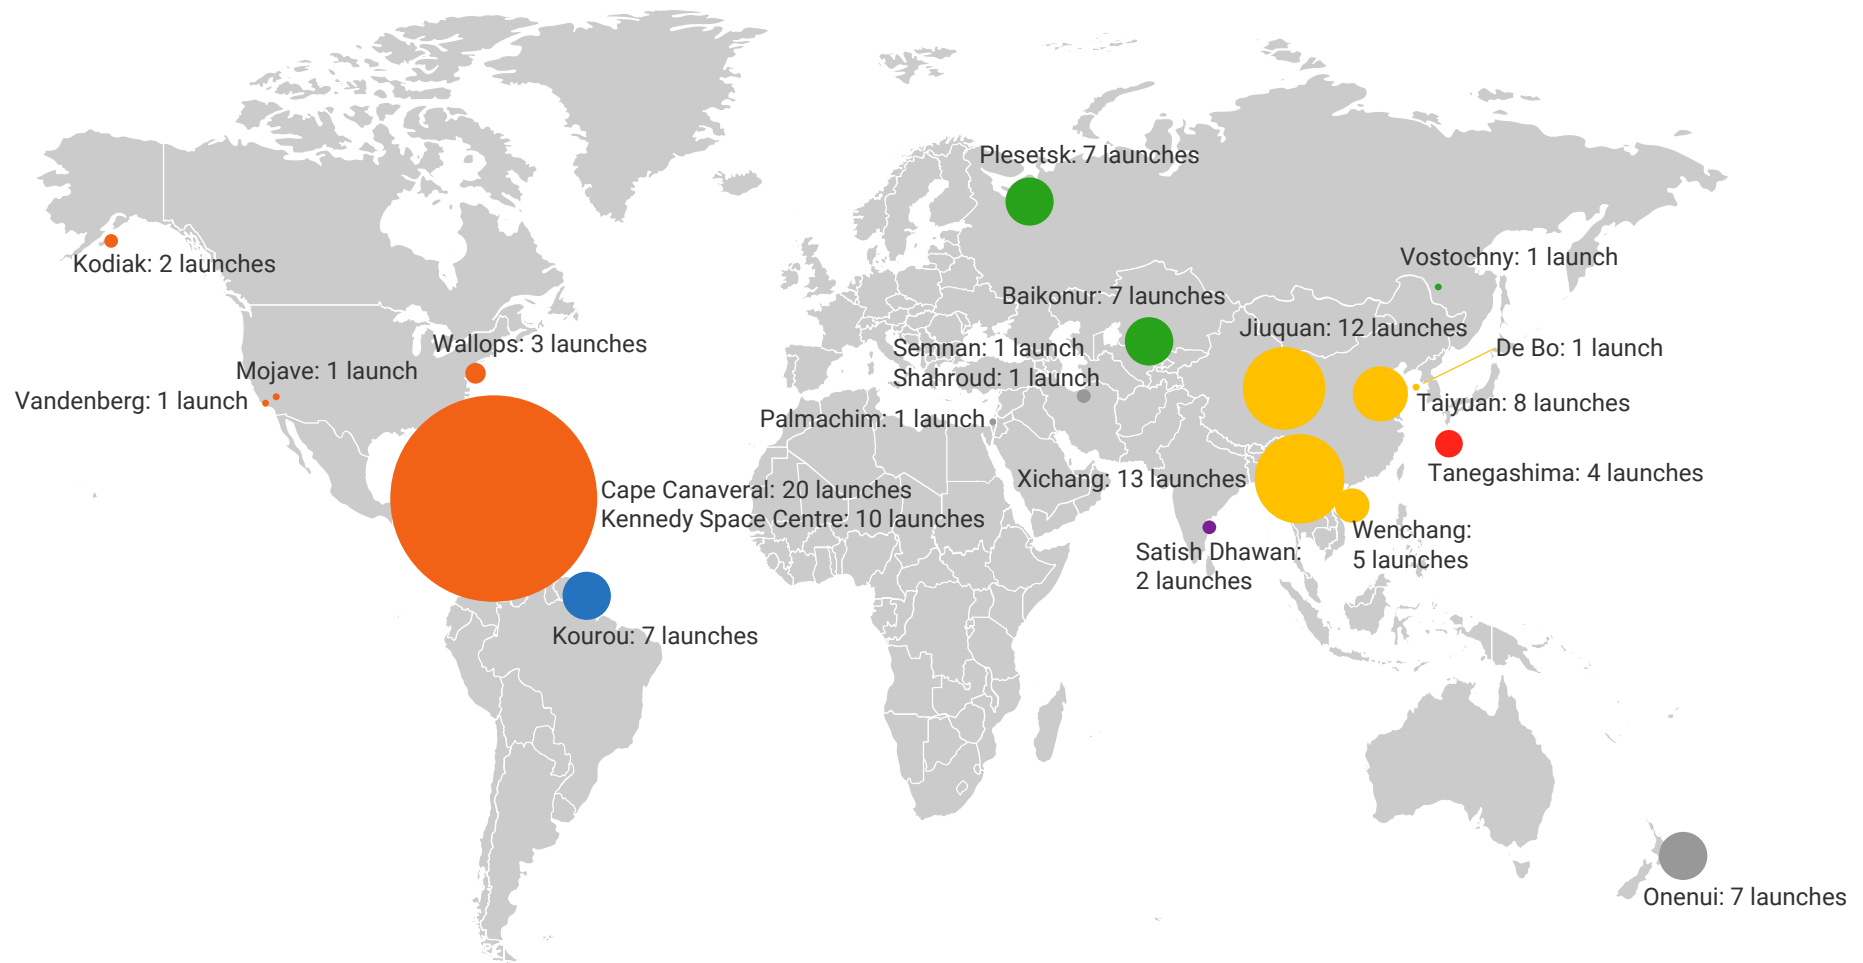 Plesetsk: 7 launches
Vostochny: 1 launch
Kodiak: 2 launches
Baikonur: 7 launches
Jiuquan: 12 launches
Wallops: 3 launches
Semnan: 1 launch
De Bo: 1 launch
Mojave: 1 launch
Shahroud: 1 launch
Vandenberg: 1 launch
Taiyuan: 8 launches
Palmachim: 1 launch
Tanegashima: 4 launches
Xichang: 13 launches
Cape Canaveral: 20 launches
Kennedy Space Centre: 10 launches
Wenchang:
5 launches
Satish Dhawan:
2 launches
Kourou: 7 launches
Onenui: 7 launches